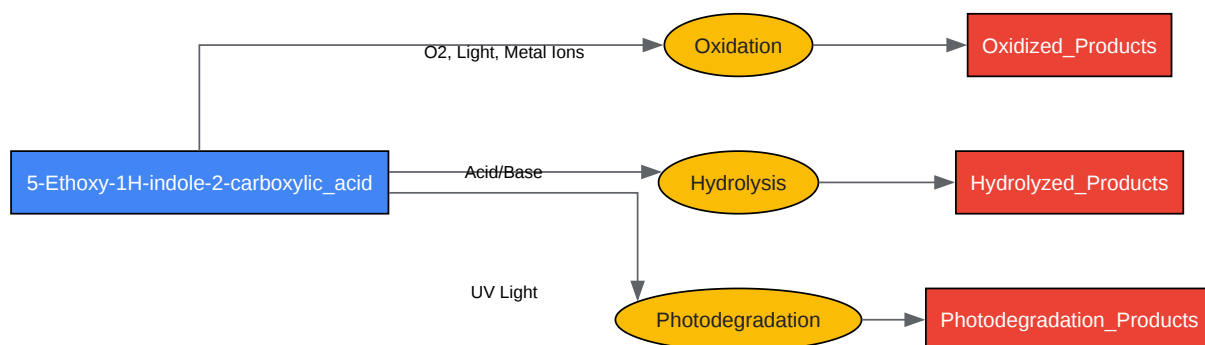 O2, Light, Metal Ions
Oxidation
Oxidized_Products
5-Ethoxy-1H-indole-2-carboxylic_acid
Acid/Base
Hydrolysis
Hydrolyzed_Products
UV Light
Photodegradation
Photodegradation_Products